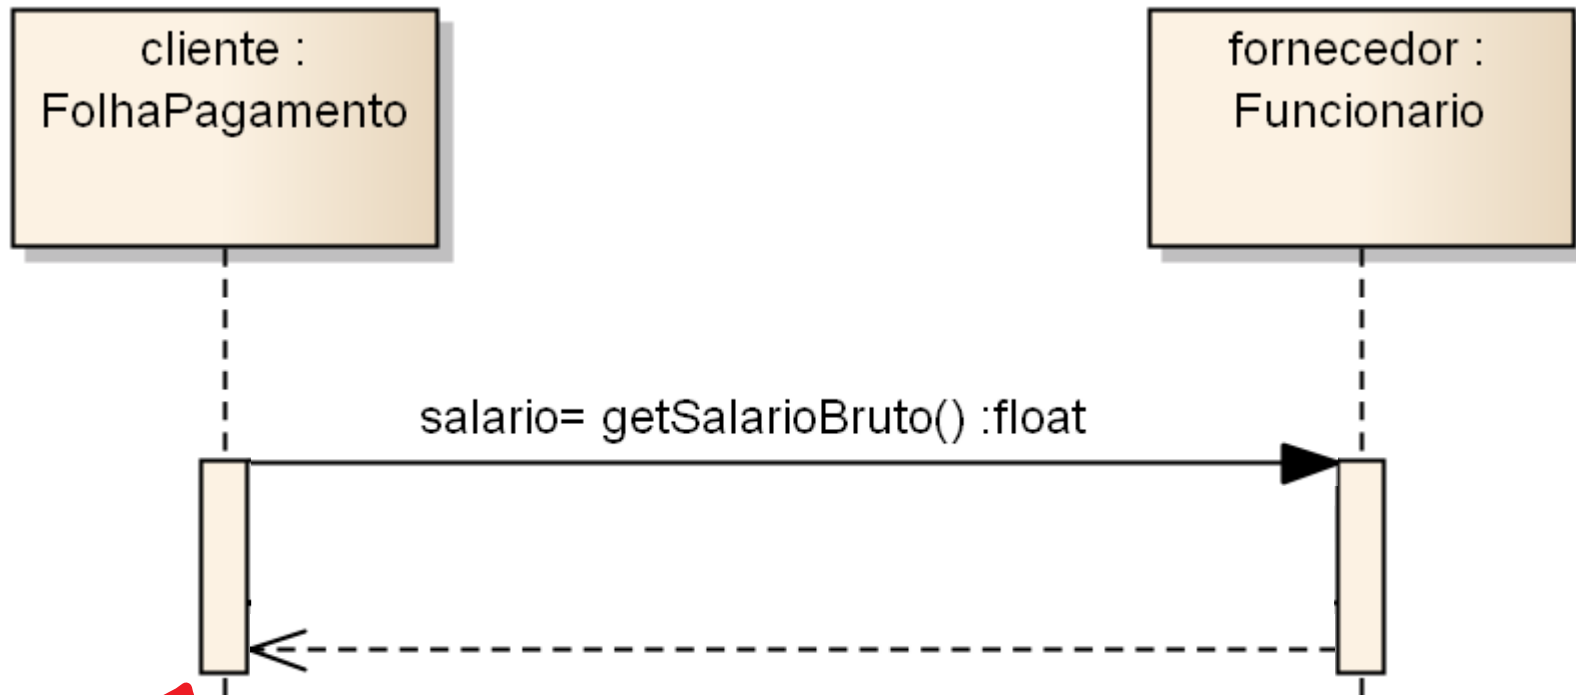 cliente :
FolhaPagamento
fornecedor :
Funcionario
salario= getSalarioBruto() :float